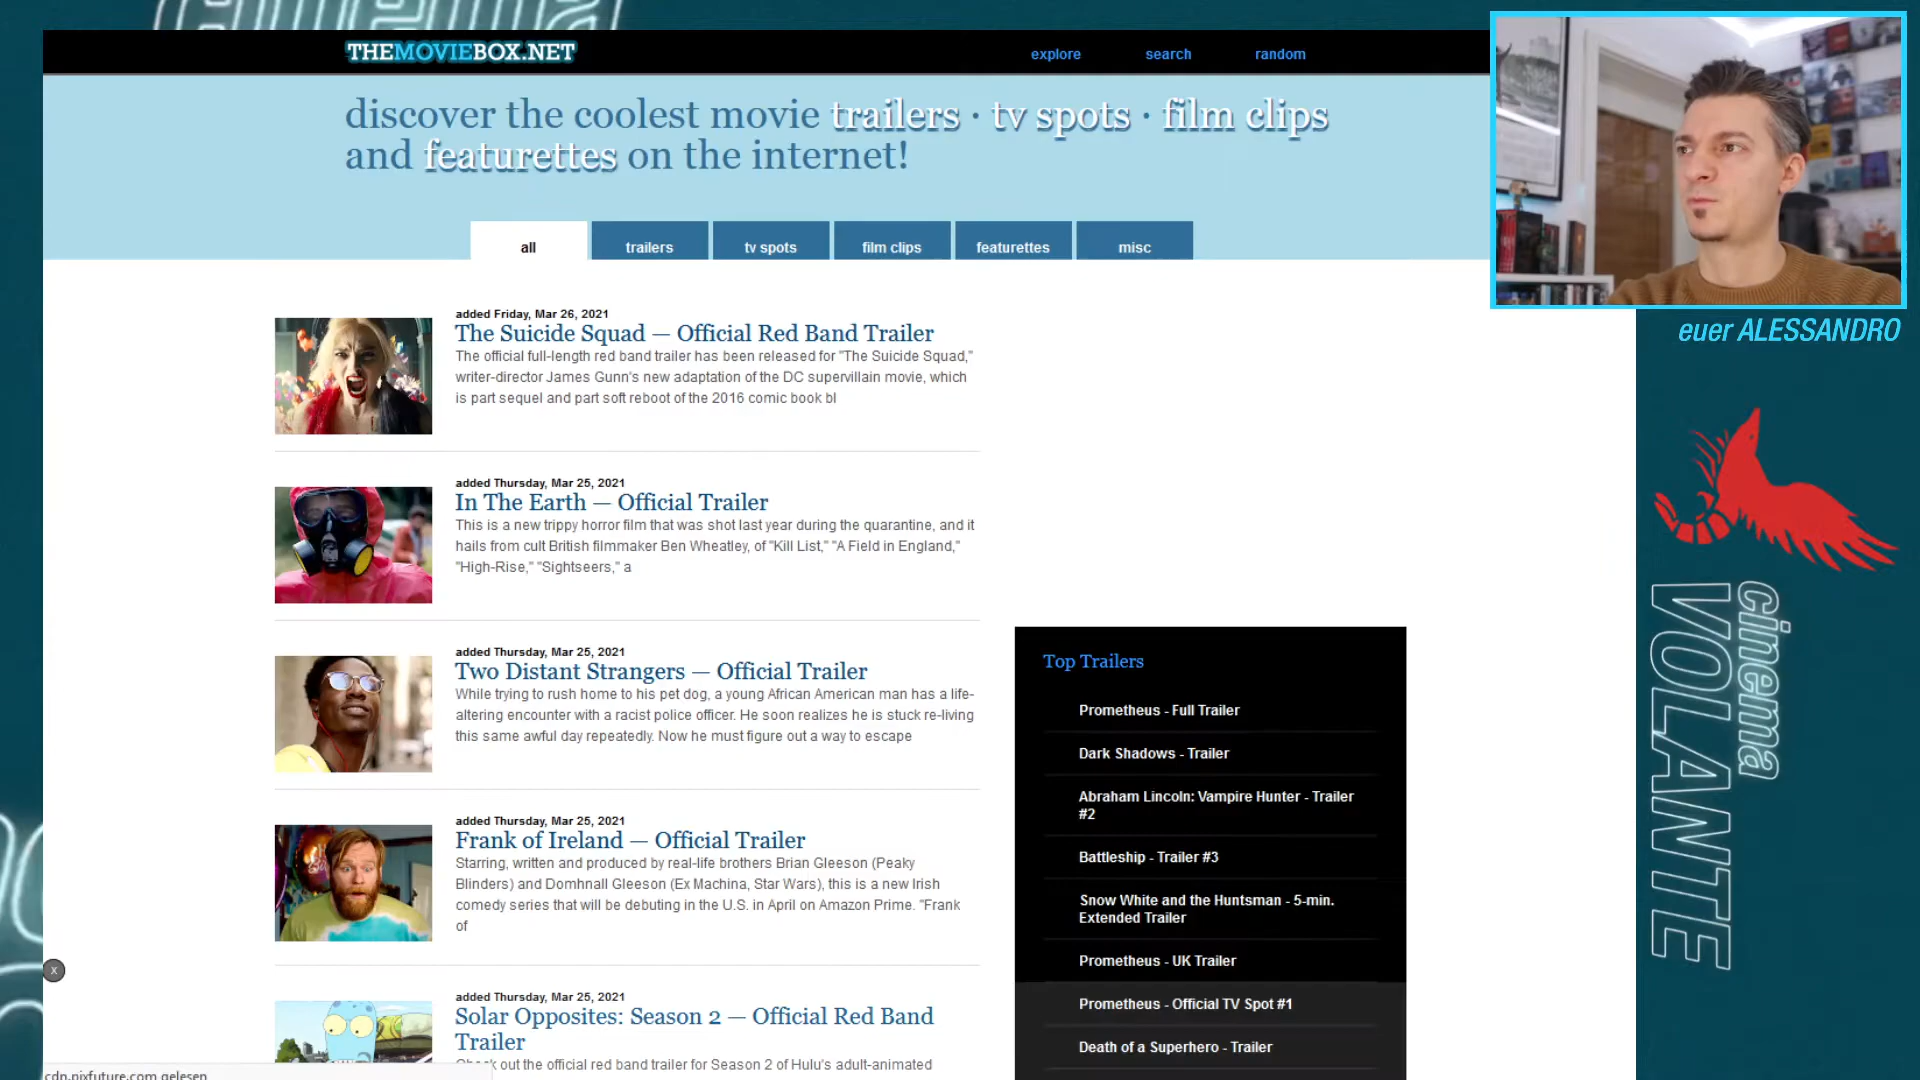 THEMOVIEBOX.NET
explore
search
random
discover the coolest movie trailers · tv spots · film clips
and featurettes on the internet!
all
trailers
tv spots
film clips
featurettes
misc
euer ALESSANDRO
added Friday, Mar 26, 2021
The Suicide Squad — Official Red Band Trailer
The official full-length red band trailer has been released for "The Suicide Squad,"
writer-director James Gunn's new adaptation of the DC supervillain movie, which
is part sequel and part soft reboot of the 2016 comic book bl
added Thursday, Mar 25, 2021
In The Earth — Official Trailer
This is a new trippy horror film that was shot last year during the quarantine, and it
hails from cult British filmmaker Ben Wheatley, of "Kill List," "A Field in England,"
"High-Rise," "Sightseers," a
added Thursday, Mar 25, 2021
Two Distant Strangers — Official Trailer
While trying to rush home to his pet dog, a young African American man has a life-
altering encounter with a racist police officer. He soon realizes he is stuck re-living
this same awful day repeatedly. Now he must figure out a way to escape
added Thursday, Mar 25, 2021
Frank of Ireland — Official Trailer
Starring, written and produced by real-life brothers Brian Gleeson (Peaky
Blinders) and Domhnall Gleeson (Ex Machina, Star Wars), this is a new Irish
comedy series that will be debuting in the U.S. in April on Amazon Prime. "Frank
of
added Thursday, Mar 25, 2021
Solar Opposites: Season 2 — Official Red Band
Trailer
Check out the official red band trailer for Season 2 of Hulu's adult-animated
Top Trailers
Prometheus - Full Trailer
Dark Shadows - Trailer
Abraham Lincoln: Vampire Hunter - Trailer
#2
Battleship - Trailer #3
Snow White and the Huntsman - 5-min.
Extended Trailer
Prometheus - UK Trailer
Prometheus - Official TV Spot #1
Death of a Superhero - Trailer
cinema
VOLANTE
x
cdn.pixfuture.com gelesen